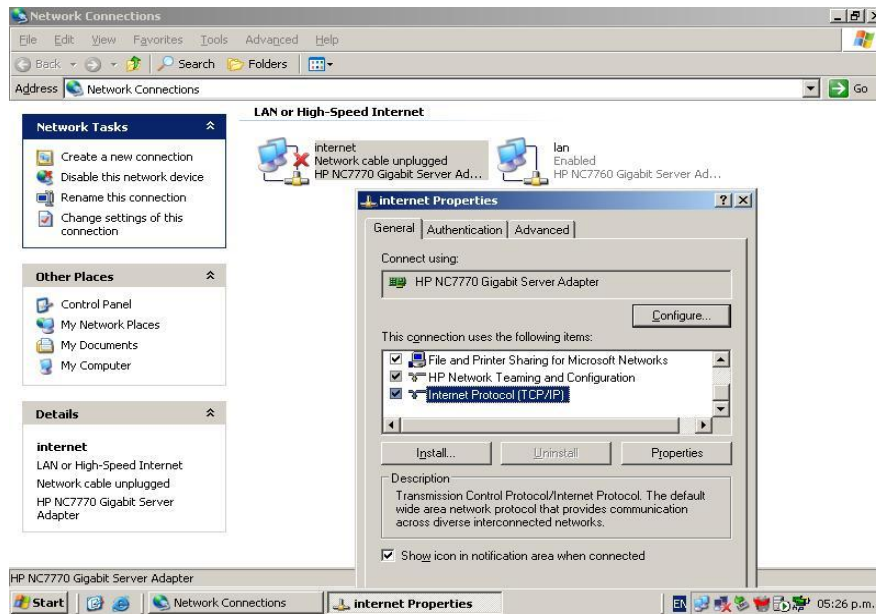 Network Connections
File Edit View Favorites Tools Advanced Help
Back Search Folders
Address Network Connections Go
LAN or High-Speed Internet
Network Tasks
Create a new connection
Disable this network device
Rename this connection
Change settings of this
connection
Other Places
Control Panel
My Network Places
My Documents
My Computer
Details
internet
LAN or High-Speed Internet
Network cable unplugged
HP NC7770 Gigabit Server
Adapter
internet
Network cable unplugged
HP NC7770 Gigabit Server Ad...
lan
Enabled
HP NC7760 Gigabit Server Ad...
internet Properties
General Authentication Advanced
Connect using:
HP NC7770 Gigabit Server Adapter
Configure...
This connection uses the following items:
File and Printer Sharing for Microsoft Networks
HP Network Teaming and Configuration
Internet Protocol (TCP/IP)
Install... Uninstall Properties
Description
Transmission Control Protocol/Internet Protocol. The default
wide area network protocol that provides communication
across diverse interconnected networks.
Show icon in notification area when connected
HP NC7770 Gigabit Server Adapter
Start Network Connections internet Properties EN 05:26 p.m.